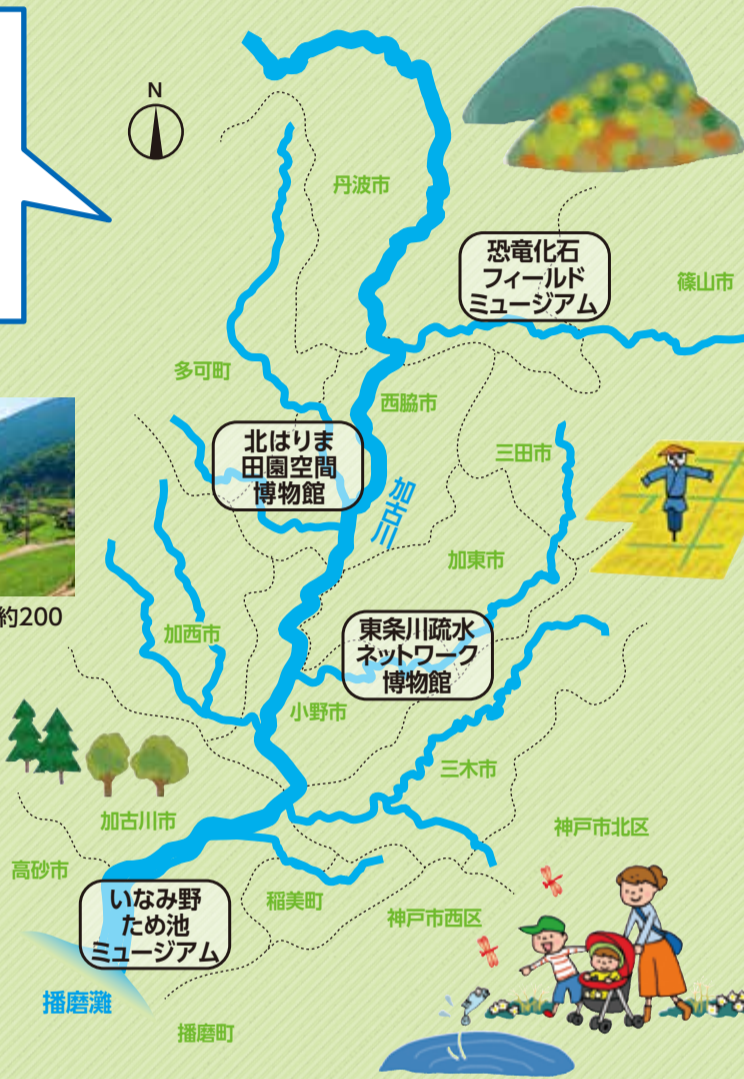 N
丹波市
恐竜化石
フィールド
ミュージアム
篠山市
多可町
西脇市
北はりま
田園空間
博物館
三田市
加古川
加東市
約200
加西市
東条川疏水
ネットワーク
博物館
小野市
三木市
加古川市
神戸市北区
高砂市
いなみ野
ため池
ミュージアム
稲美町
神戸市西区
播磨灘
播磨町